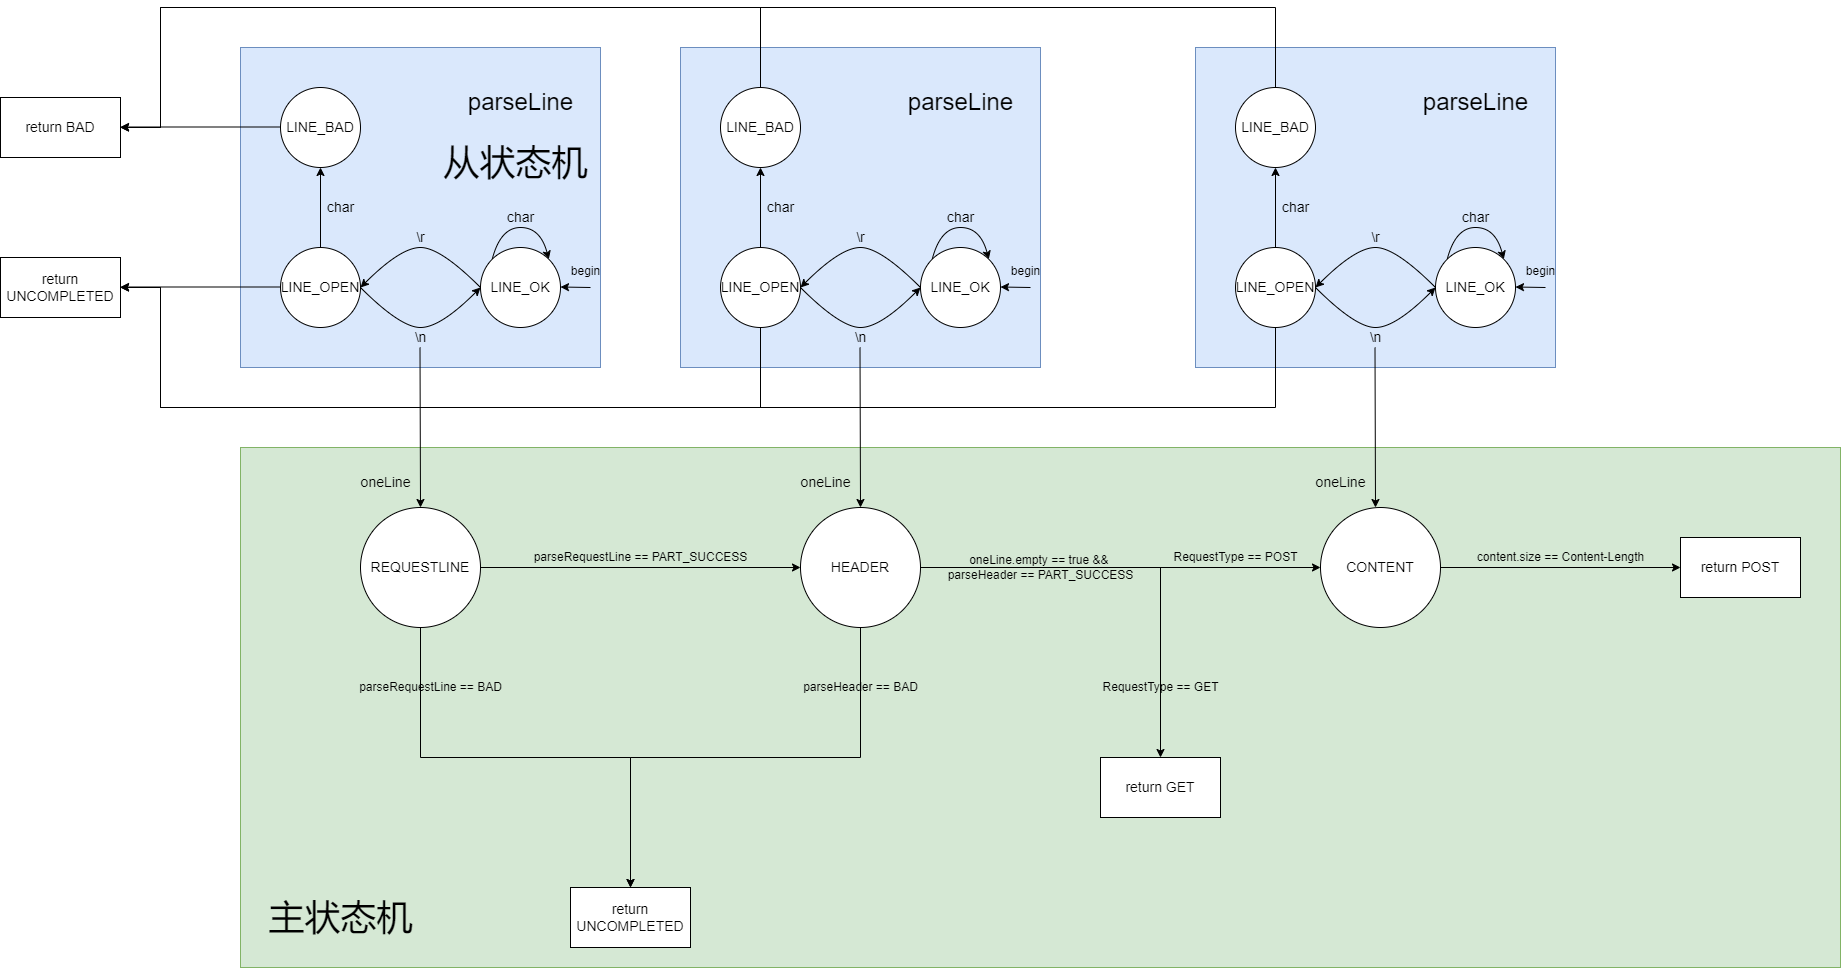 parseLine
parseLine
parseLine
return BAD
LINE_BAD
LINE_BAD
LINE_BAD
从状态机
char
char
char
char
char
char
\r
\r
\r
begin
begin
begin
return
UNCOMPLETED
LINE_OPEN
LINE_OK
LINE_OPEN
LINE_OK
LINE_OPEN
LINE_OK
\n
\n
\n
oneLine
oneLine
oneLine
REQUESTLINE
parseRequestLine == PART_SUCCESS
HEADER
oneLine.empty == true &&
parseHeader == PART_SUCCESS
RequestType == POST
CONTENT
content.size == Content-Length
return POST
parseRequestLine == BAD
parseHeader == BAD
RequestType == GET
return GET
主状态机
return
UNCOMPLETED